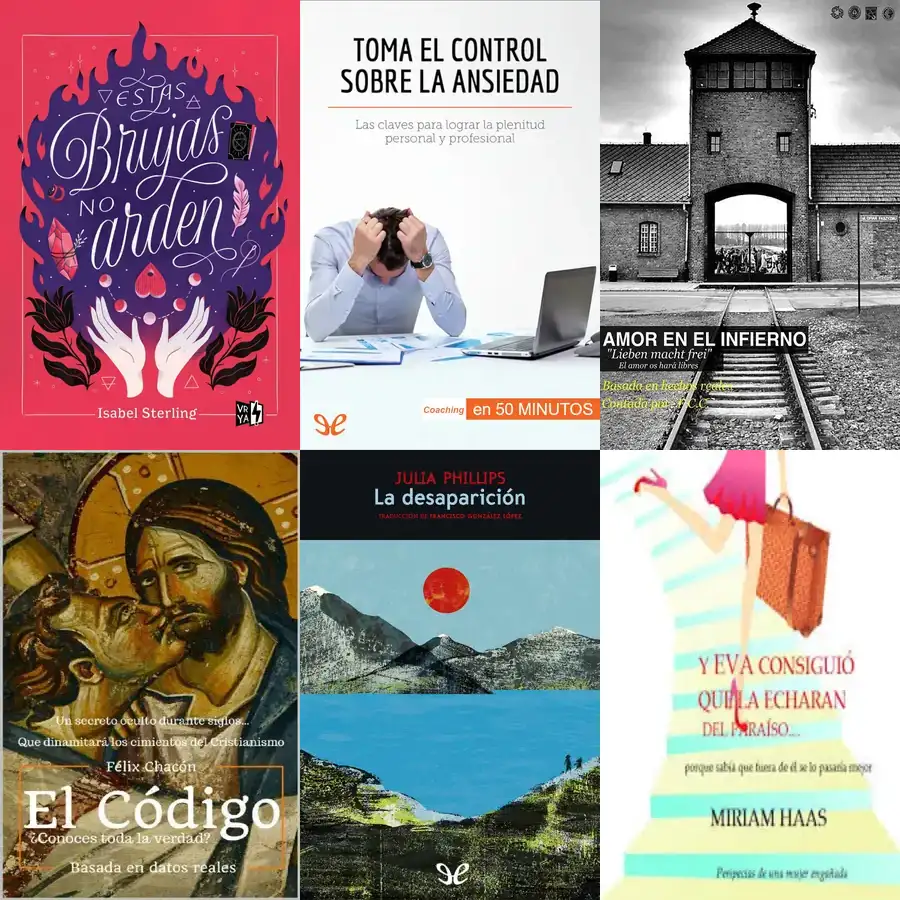 ESTAS
Brujas
NO
arden
Isabel Sterling
VR
YA
TOMA EL CONTROL
SOBRE LA ANSIEDAD
Las claves para lograr la plenitud
personal y profesional
Coaching en 50 MINUTOS
AMOR EN EL INFIERNO
"Lieben macht frei"
El amor os hará libres
Basada en hechos reales
Contada por
Un secreto oculto durante siglos...
Que dinamitará los cimientos del Cristianismo
Félix Chacón
El Código
¿Conoces toda la verdad?
Basada en datos reales
JULIA PHILLIPS
La desaparición
TRADUCCIÓN DE FRANCISCO GONZÁLEZ LÓPEZ
Y EVA CONSIGUIÓ
QUE LA ECHARAN
DEL PARAÍSO...
porque sabía que fuera de él se lo pasaría mejor
MIRIAM HAAS
Peripecias de una mujer engañada